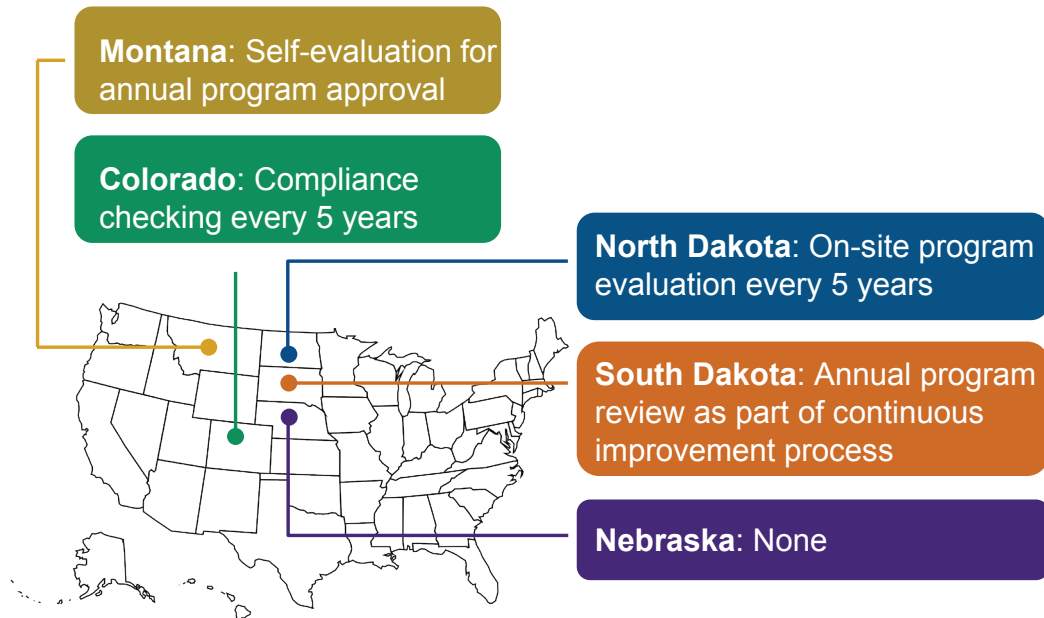 Montana: Self-evaluation for
annual program approval
Colorado: Compliance
checking every 5 years
North Dakota: On-site program
evaluation every 5 years
South Dakota: Annual program
review as part of continuous
improvement process
Nebraska: None